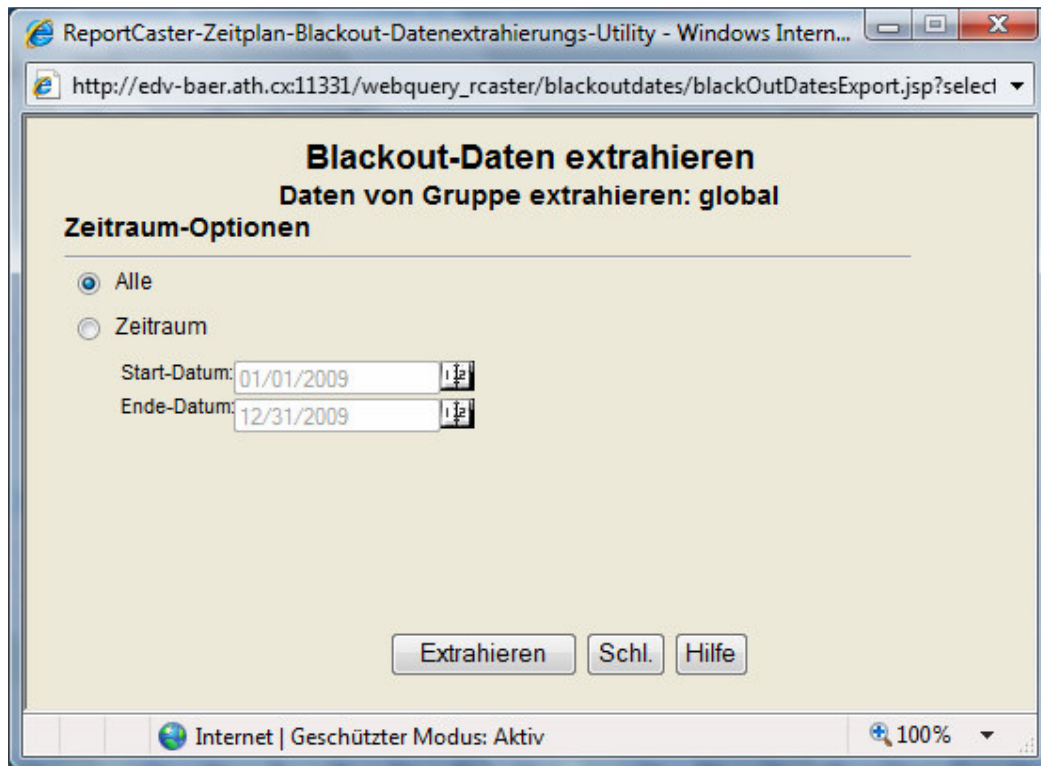 ReportCaster-Zeitplan-Blackout-Datenextrahierungs-Utility - Windows Intern...
http://edv-baer.ath.cx:11331/webquery_rcaster/blackoutdates/blackOutDatesExport.jsp?select
Blackout-Daten extrahieren
Daten von Gruppe extrahieren: global
Zeitraum-Optionen
Alle
Zeitraum
Start-Datum: 01/01/2009
Ende-Datum: 12/31/2009
Extrahieren Schl. Hilfe
Internet | Geschützter Modus: Aktiv 100%